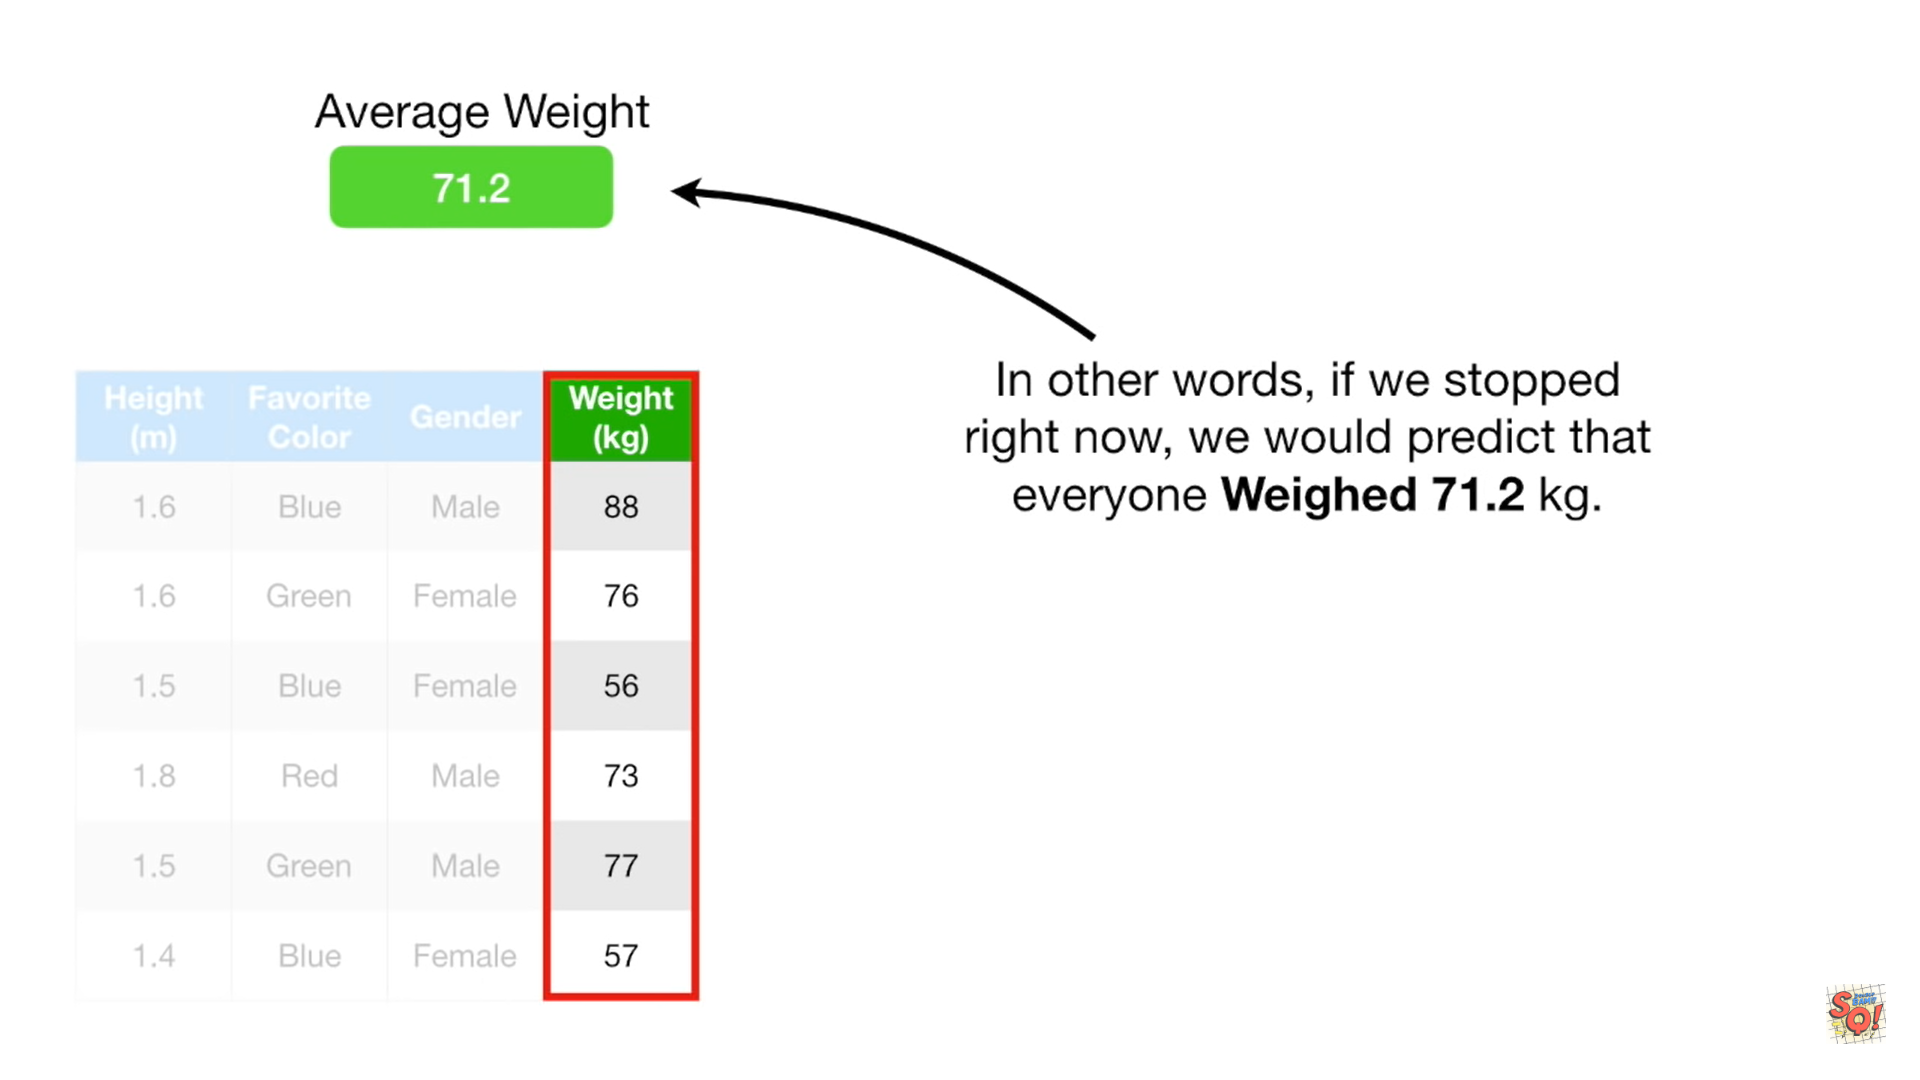 Average Weight
71.2
In other words, if we stopped
right now, we would predict that
everyone Weighed 71.2 kg.
Height (m) Favorite Color Gender Weight (kg)
1.6 Blue Male 88
1.6 Green Female 76
1.5 Blue Female 56
1.8 Red Male 73
1.5 Green Male 77
1.4 Blue Female 57
SQ!